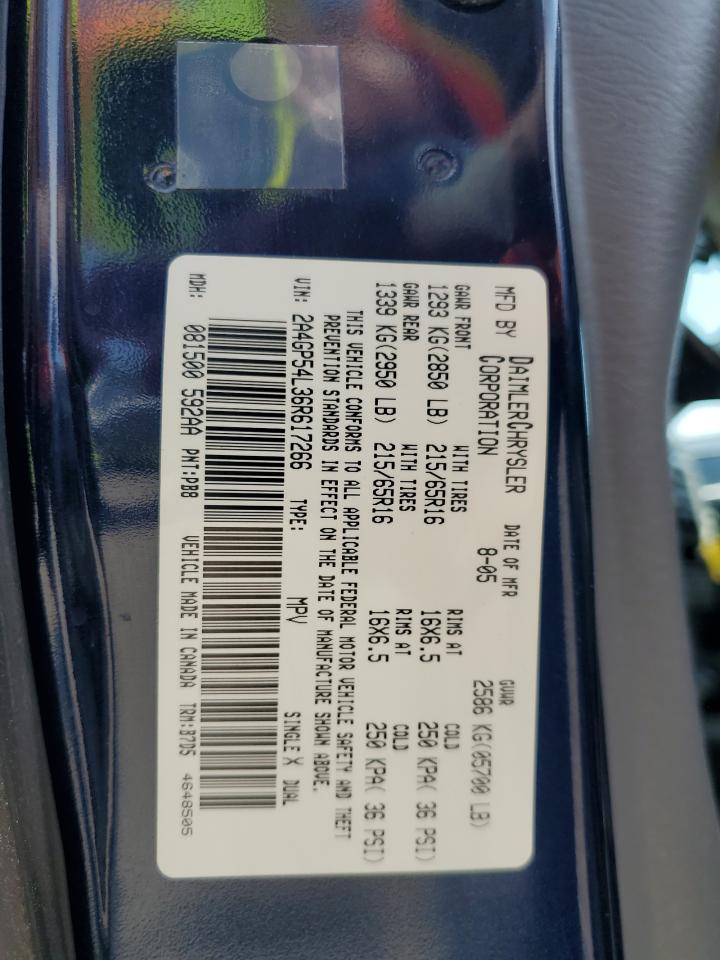 MFD BY DAIMLERCHRYSLER CORPORATION DATE OF MFR 8-05 GVWR 2586 KG(05700 LB)
GAWR FRONT WITH TIRES RIMS AT COLD
1293 KG(2850 LB) 215/65R16 16X6.5 250 KPA( 36 PSI)
GAWR REAR WITH TIRES RIMS AT COLD
1339 KG(2950 LB) 215/65R16 16X6.5 250 KPA( 36 PSI)
THIS VEHICLE CONFORMS TO ALL APPLICABLE FEDERAL MOTOR VEHICLE SAFETY AND THEFT
PREVENTION STANDARDS IN EFFECT ON THE DATE OF MANUFACTURE SHOWN ABOVE.
VIN: 2A4GP54L36R617266 TYPE: MPV SINGLE X DUAL
MDH: 081500 592AA PNT:PB8 VEHICLE MADE IN CANADA TRM:B7D5 4648505